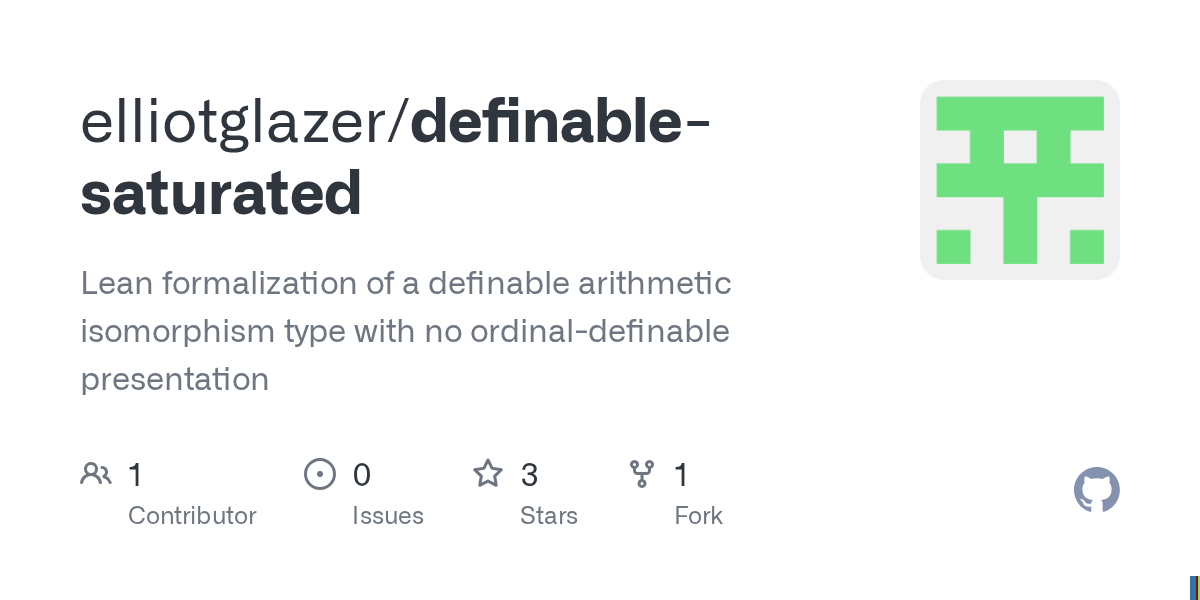 elliotglazer/definable-
saturated
Lean formalization of a definable arithmetic
isomorphism type with no ordinal-definable
presentation
1 0 3 1
Contributor Issues Stars Fork